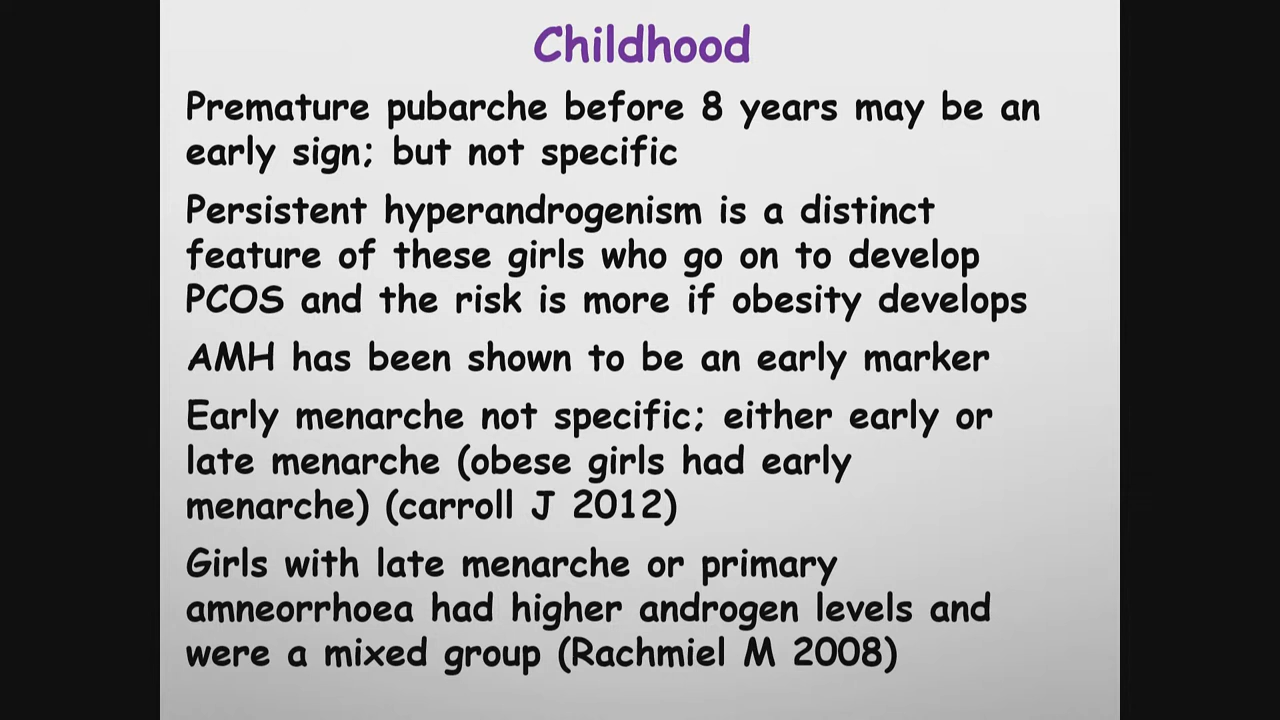 Childhood
Premature pubarche before 8 years may be an
early sign; but not specific
Persistent hyperandrogenism is a distinct
feature of these girls who go on to develop
PCOS and the risk is more if obesity develops
AMH has been shown to be an early marker
Early menarche not specific; either early or
late menarche (obese girls had early
menarche) (carroll J 2012)
Girls with late menarche or primary
amneorrhoea had higher androgen levels and
were a mixed group (Rachmiel M 2008)